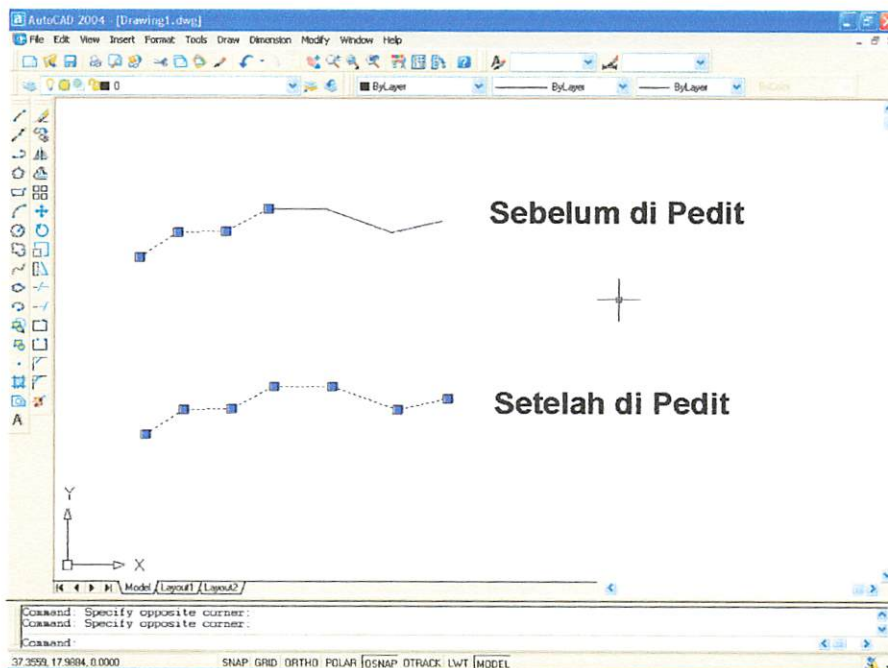 AutoCAD 2004 - [Drawing1.dwg]
File Edit View Insert Format Tools Draw Dimension Modify Window Help
0 ByLayer ByLayer ByLayer ByColor
Sebelum di Pedit
Setelah di Pedit
Y
X
Model Layout1 Layout2
Command: Specify opposite corner:
Command: Specify opposite corner:
Command:
37.3559, 17.9884, 0.0000 SNAP GRID ORTHO POLAR OSNAP OTRACK LWT MODEL